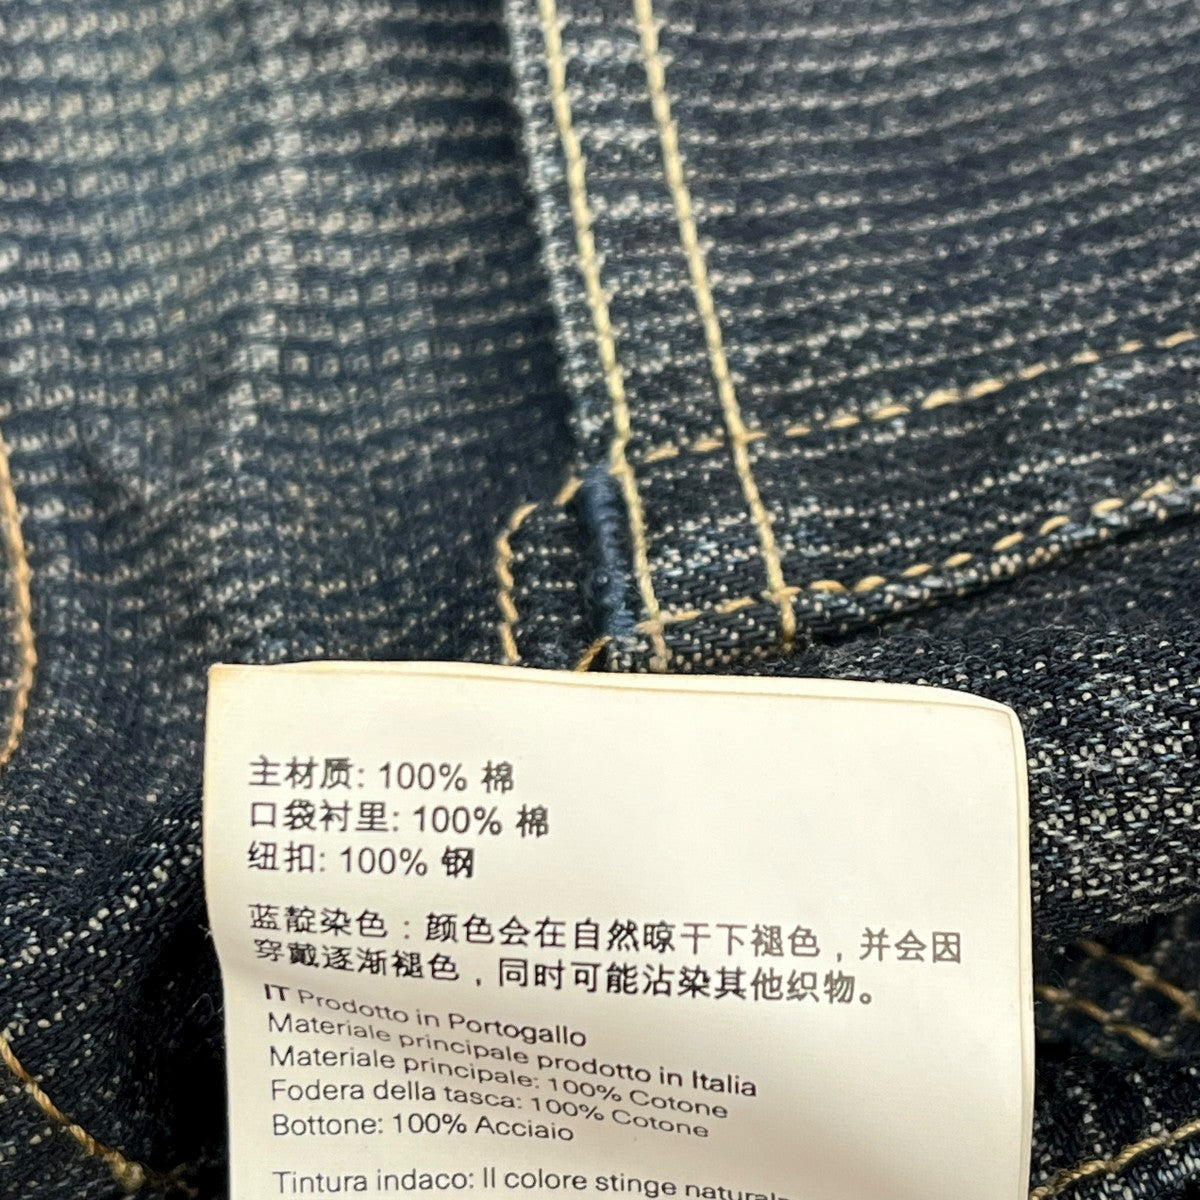 主材质: 100% 棉
口袋衬里: 100% 棉
纽扣: 100% 钢
蓝靛染色：颜色会在自然晾干下褪色，并会因
穿戴逐渐褪色，同时可能沾染其他织物。
IT Prodotto in Portogallo
Materiale principale prodotto in Italia
Materiale principale: 100% Cotone
Fodera della tasca: 100% Cotone
Bottone: 100% Acciaio
Tintura indaco: Il colore stinge